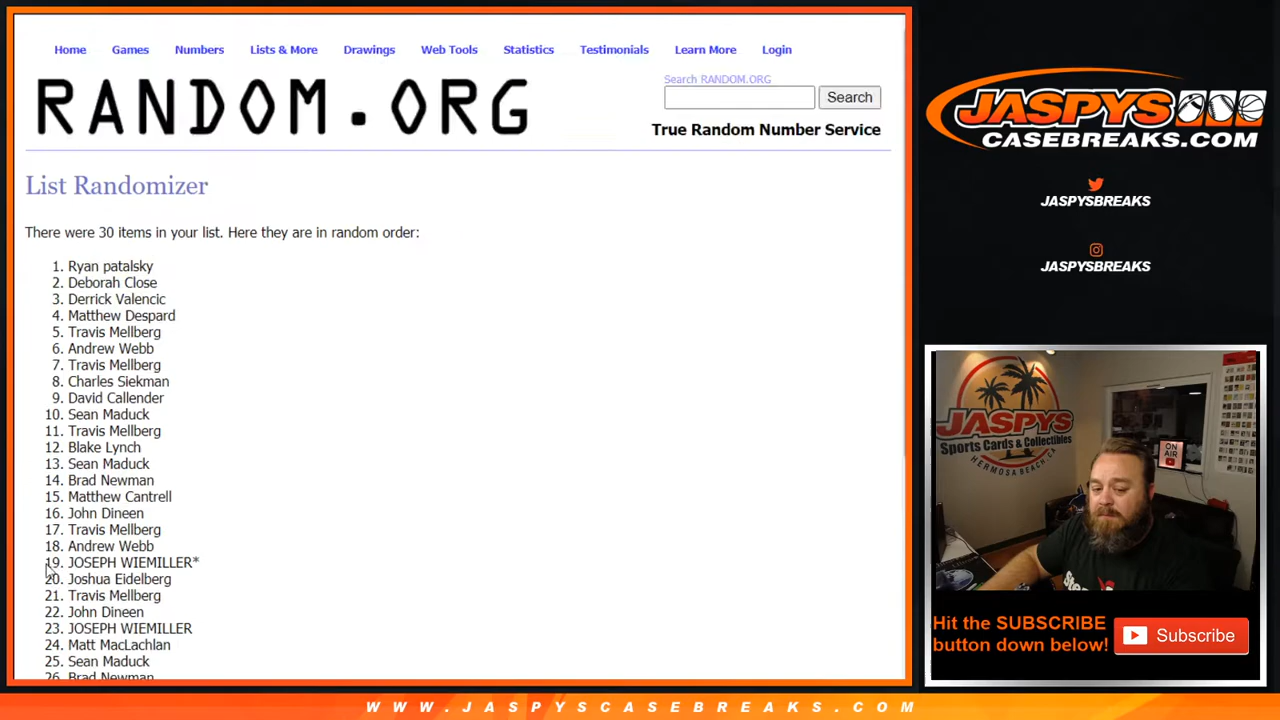 Home Games Numbers Lists & More Drawings Web Tools Statistics Testimonials Learn More Login
RANDOM.ORG
Search RANDOM.ORG
Search
True Random Number Service
List Randomizer
There were 30 items in your list. Here they are in random order:
1. Ryan patalsky
2. Deborah Close
3. Derrick Valencic
4. Matthew Despard
5. Travis Mellberg
6. Andrew Webb
7. Travis Mellberg
8. Charles Siekman
9. David Callender
10. Sean Maduck
11. Travis Mellberg
12. Blake Lynch
13. Sean Maduck
14. Brad Newman
15. Matthew Cantrell
16. John Dineen
17. Travis Mellberg
18. Andrew Webb
19. JOSEPH WIEMILLER*
20. Joshua Eidelberg
21. Travis Mellberg
22. John Dineen
23. JOSEPH WIEMILLER
24. Matt MacLachlan
25. Sean Maduck
26. Brad Newman
JASPYS
CASEBREAKS.COM
JASPYSBREAKS
JASPYSBREAKS
JASPYS
Sports Cards & Collectibles
HERMOSA BEACH, CA
ON AIR
Hit the SUBSCRIBE
button down below!
Subscribe
WWW.JASPYSCASEBREAKS.COM